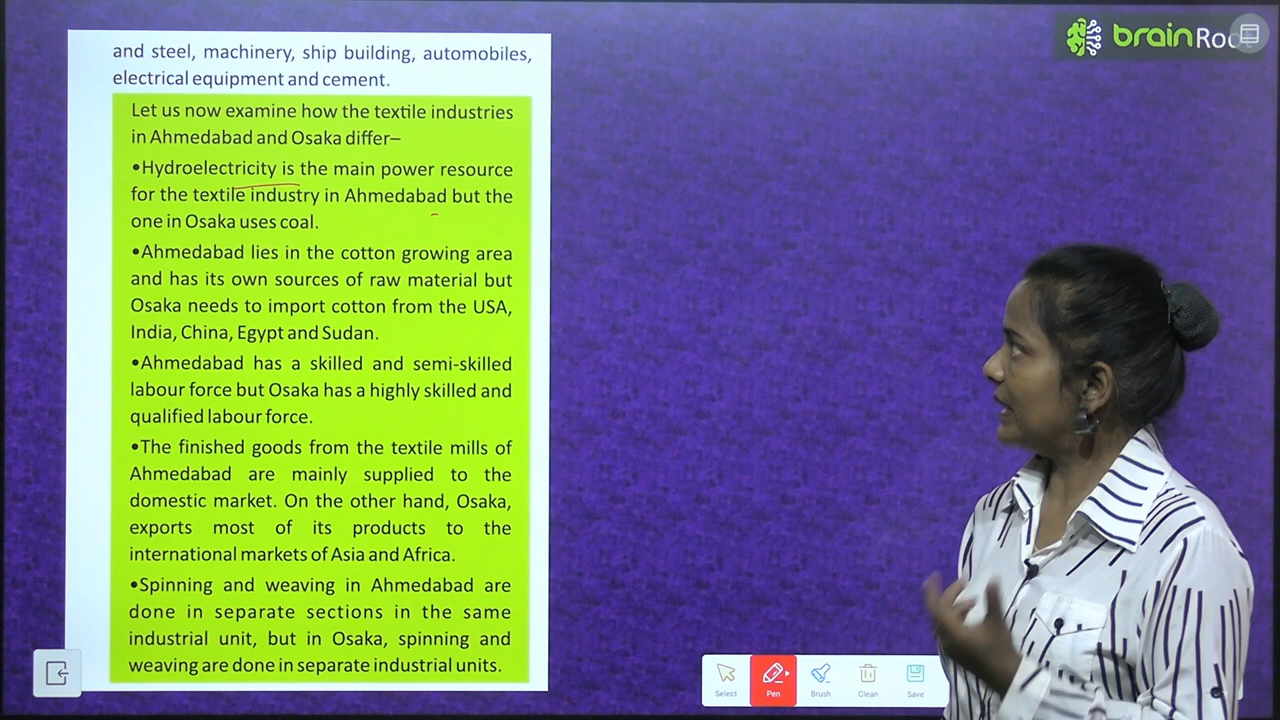 and steel, machinery, ship building, automobiles,
electrical equipment and cement.
Let us now examine how the textile industries
in Ahmedabad and Osaka differ–
•Hydroelectricity is the main power resource
for the textile industry in Ahmedabad but the
one in Osaka uses coal.
•Ahmedabad lies in the cotton growing area
and has its own sources of raw material but
Osaka needs to import cotton from the USA,
India, China, Egypt and Sudan.
•Ahmedabad has a skilled and semi-skilled
labour force but Osaka has a highly skilled and
qualified labour force.
•The finished goods from the textile mills of
Ahmedabad are mainly supplied to the
domestic market. On the other hand, Osaka,
exports most of its products to the
international markets of Asia and Africa.
•Spinning and weaving in Ahmedabad are
done in separate sections in the same
industrial unit, but in Osaka, spinning and
weaving are done in separate industrial units.
brain
Select Pen Brush Clean Save